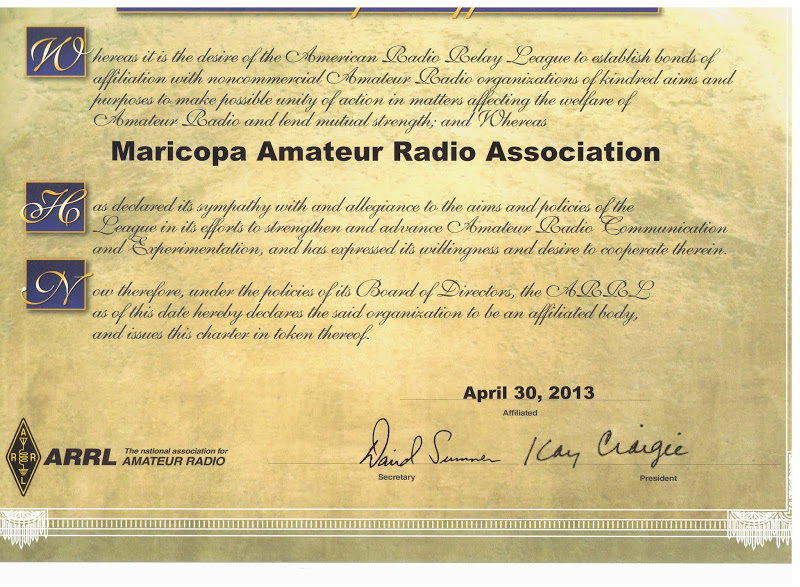 Whereas it is the desire of the American Radio Relay League to establish bonds of
affiliation with noncommercial Amateur Radio organizations of kindred aims and
purposes to make possible unity of action in matters affecting the welfare of
Amateur Radio and lend mutual strength; and Whereas
Maricopa Amateur Radio Association
Has declared its sympathy with and allegiance to the aims and policies of the
League in its efforts to strengthen and advance Amateur Radio Communication
and Experimentation, and has expressed its willingness and desire to cooperate therein.
Now therefore, under the policies of its Board of Directors, the ARRL
as of this date hereby declares the said organization to be an affiliated body,
and issues this charter in token thereof.
April 30, 2013
Affiliated
A
R R
L
ARRL The national association for
AMATEUR RADIO
David Sumner Kay Craigie
Secretary President